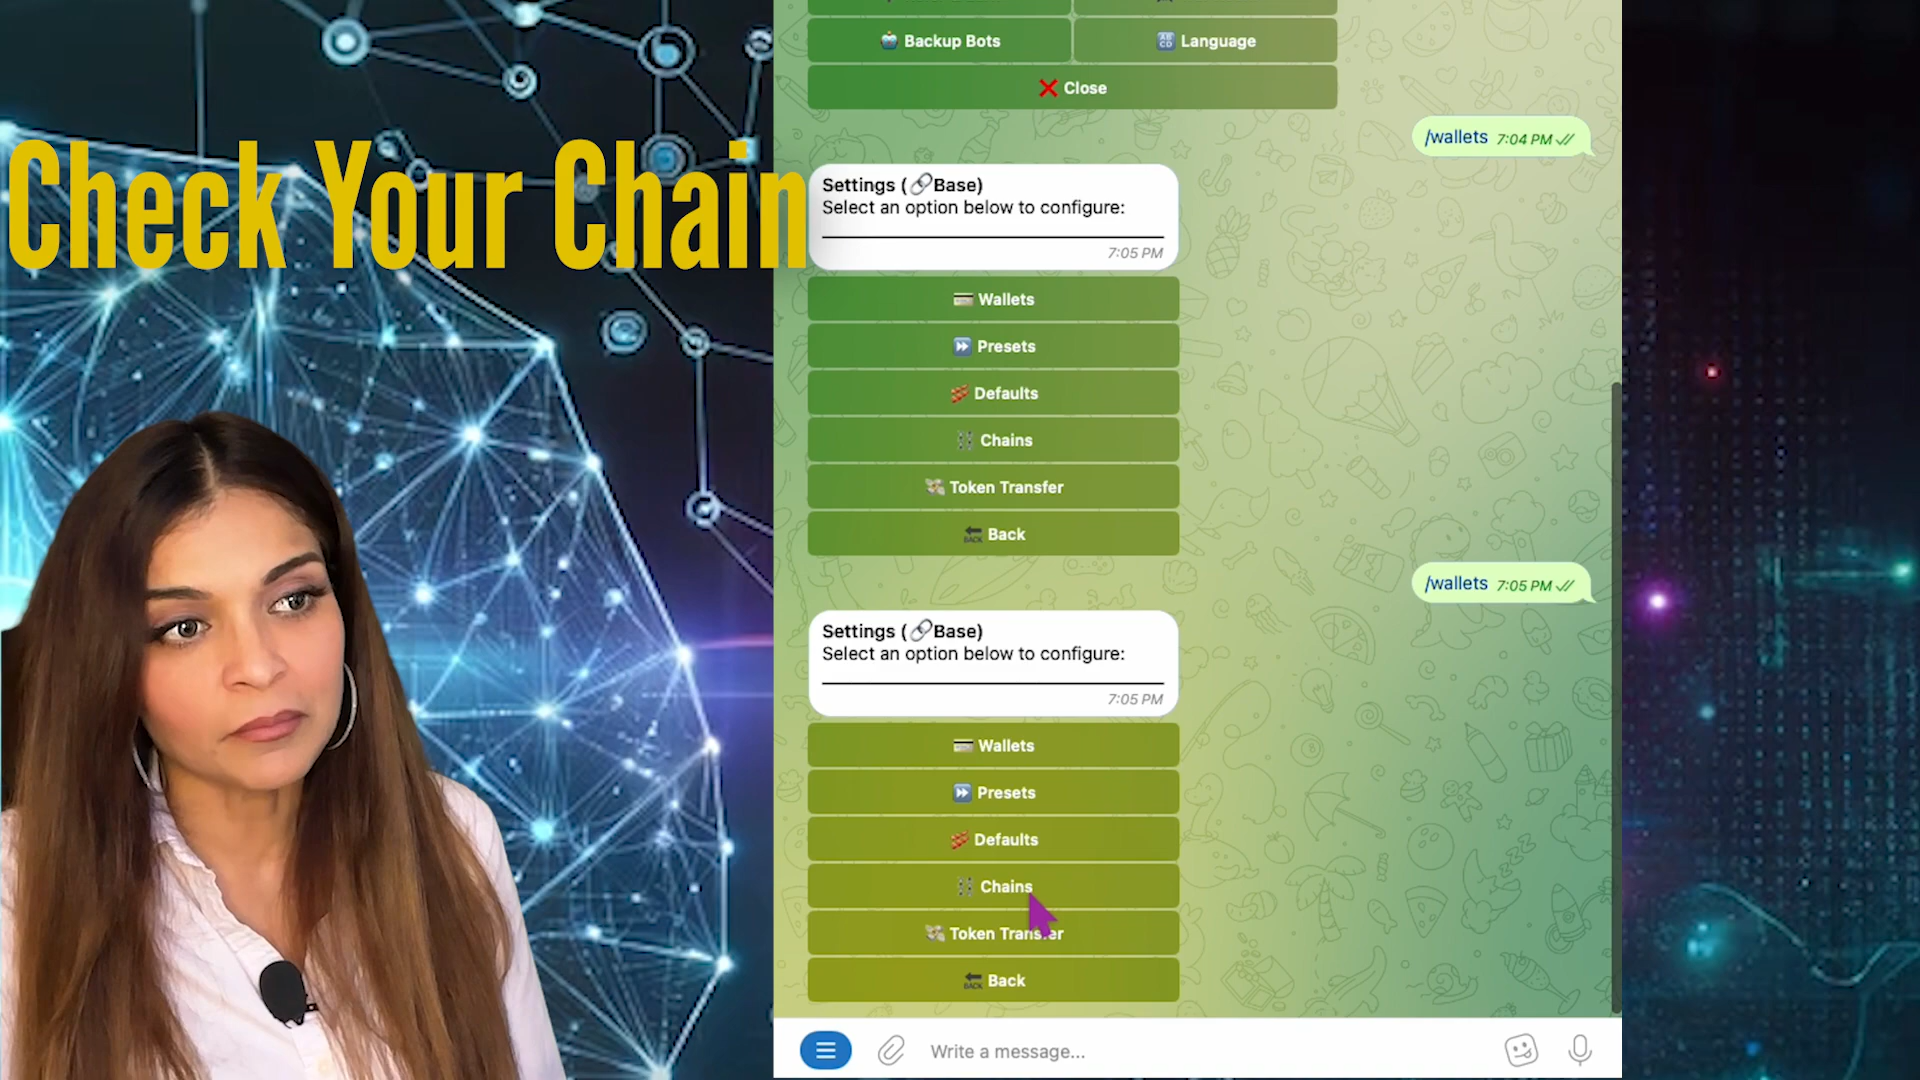 Backup Bots
Language
Close
/wallets 7:04 PM
Check Your Chain
Settings (🔗Base)
Select an option below to configure:
7:05 PM
Wallets
Presets
Defaults
Chains
Token Transfer
BACK Back
/wallets 7:05 PM
Settings (🔗Base)
Select an option below to configure:
7:05 PM
Wallets
Presets
Defaults
Chains
Token Transfer
BACK Back
Write a message...